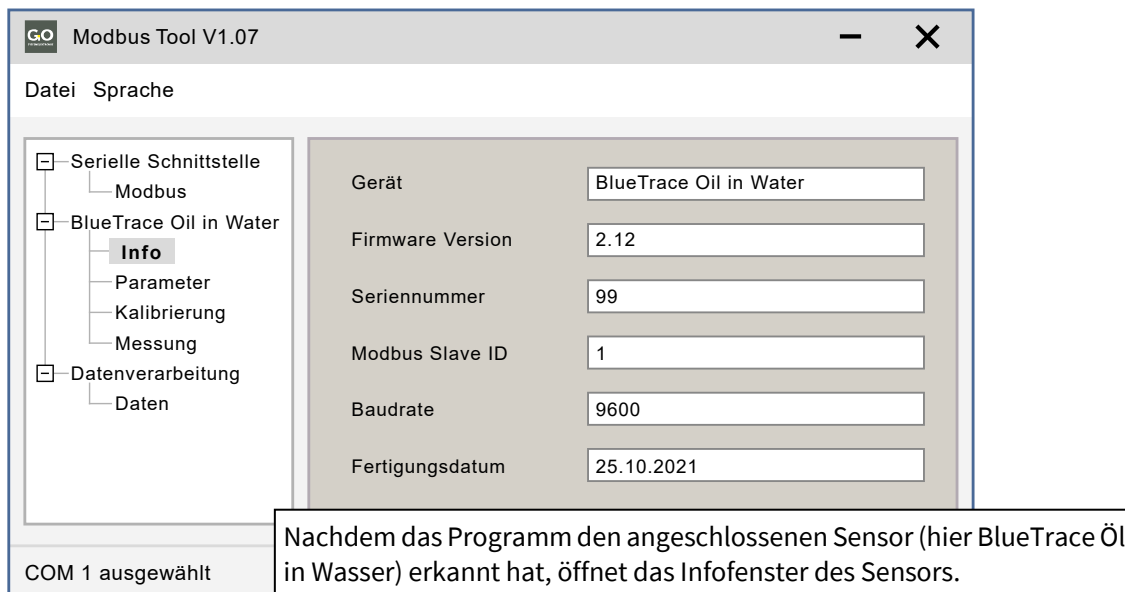 GO
Modbus Tool V1.07
Datei Sprache
Serielle Schnittstelle
Modbus
BlueTrace Oil in Water
Info
Parameter
Kalibrierung
Messung
Datenverarbeitung
Daten
Gerät BlueTrace Oil in Water
Firmware Version 2.12
Seriennummer 99
Modbus Slave ID 1
Baudrate 9600
Fertigungsdatum 25.10.2021
COM 1 ausgewählt
Nachdem das Programm den angeschlossenen Sensor (hier BlueTrace Öl
in Wasser) erkannt hat, öffnet das Infofenster des Sensors.